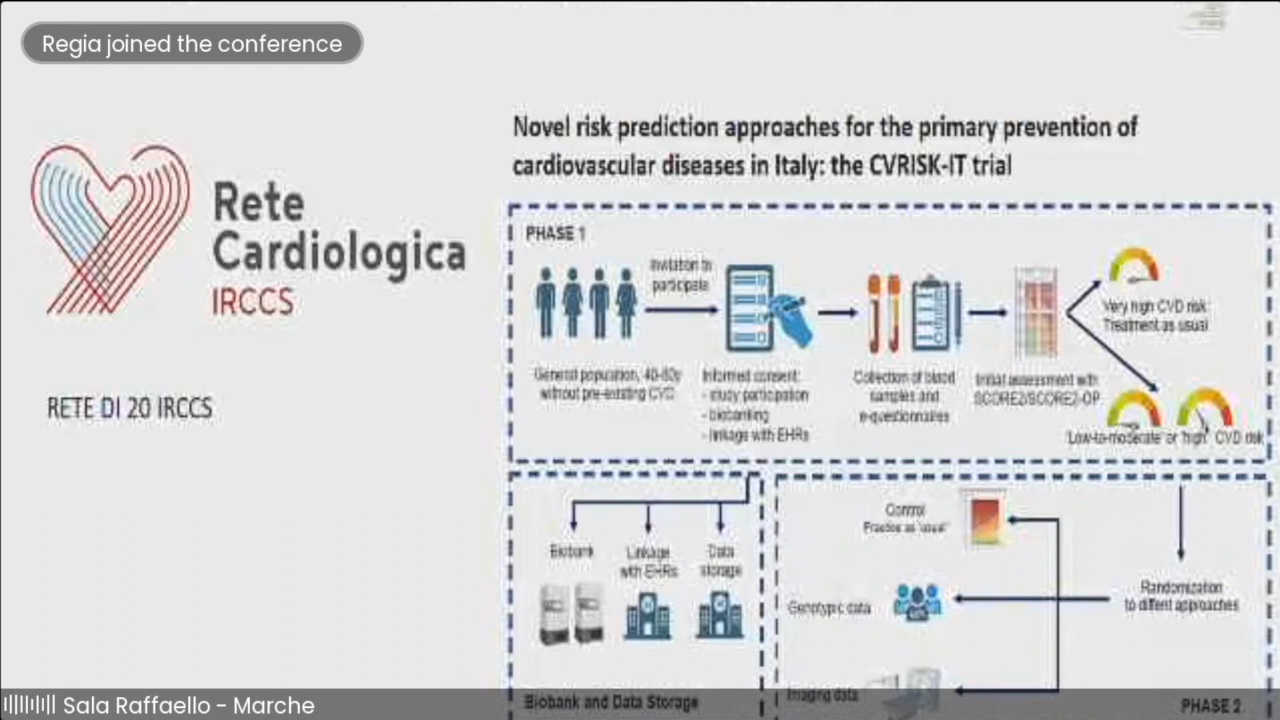 Regia joined the conference
Rete
Cardiologica
IRCCS
RETE DI 20 IRCCS
Novel risk prediction approaches for the primary prevention of
cardiovascular diseases in Italy: the CVRISK-IT trial
PHASE 1
Invitation to
participate
General population, 40-80y
without pre-existing CVD
Informed consent:
- study participation
- biobanking
- linkage with EHRs
Collection of blood
samples and
e-questionnaires
Initial assessment with
SCORE2/SCORE2-OP
Very high CVD risk:
Treatment as usual
'Low-to-moderate' or 'high' CVD risk
Biobank
Linkage
with EHRs
Data
storage
Biobank and Data Storage
Control
Practice as "usual"
Genotypic data
Imaging data
Randomization
to differt approaches
PHASE 2
Sala Raffaello - Marche